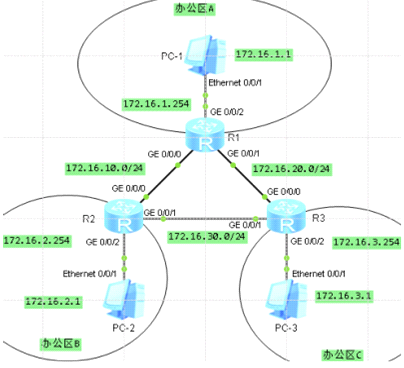 办公区A
PC-1
172.16.1.1
Ethernet 0/0/1
172.16.1.254
GE 0/0/2
R
R1
GE 0/0/0
GE 0/0/1
172.16.10.0/24
172.16.20.0/24
GE 0/0/0
GE 0/0/0
R2
R
GE 0/0/1
GE 0/0/1
R
R3
172.16.2.254
GE 0/0/2
172.16.30.0/24
GE 0/0/2
172.16.3.254
Ethernet 0/0/1
Ethernet 0/0/1
172.16.2.1
172.16.3.1
PC-2
PC-3
办公区B
办公区C